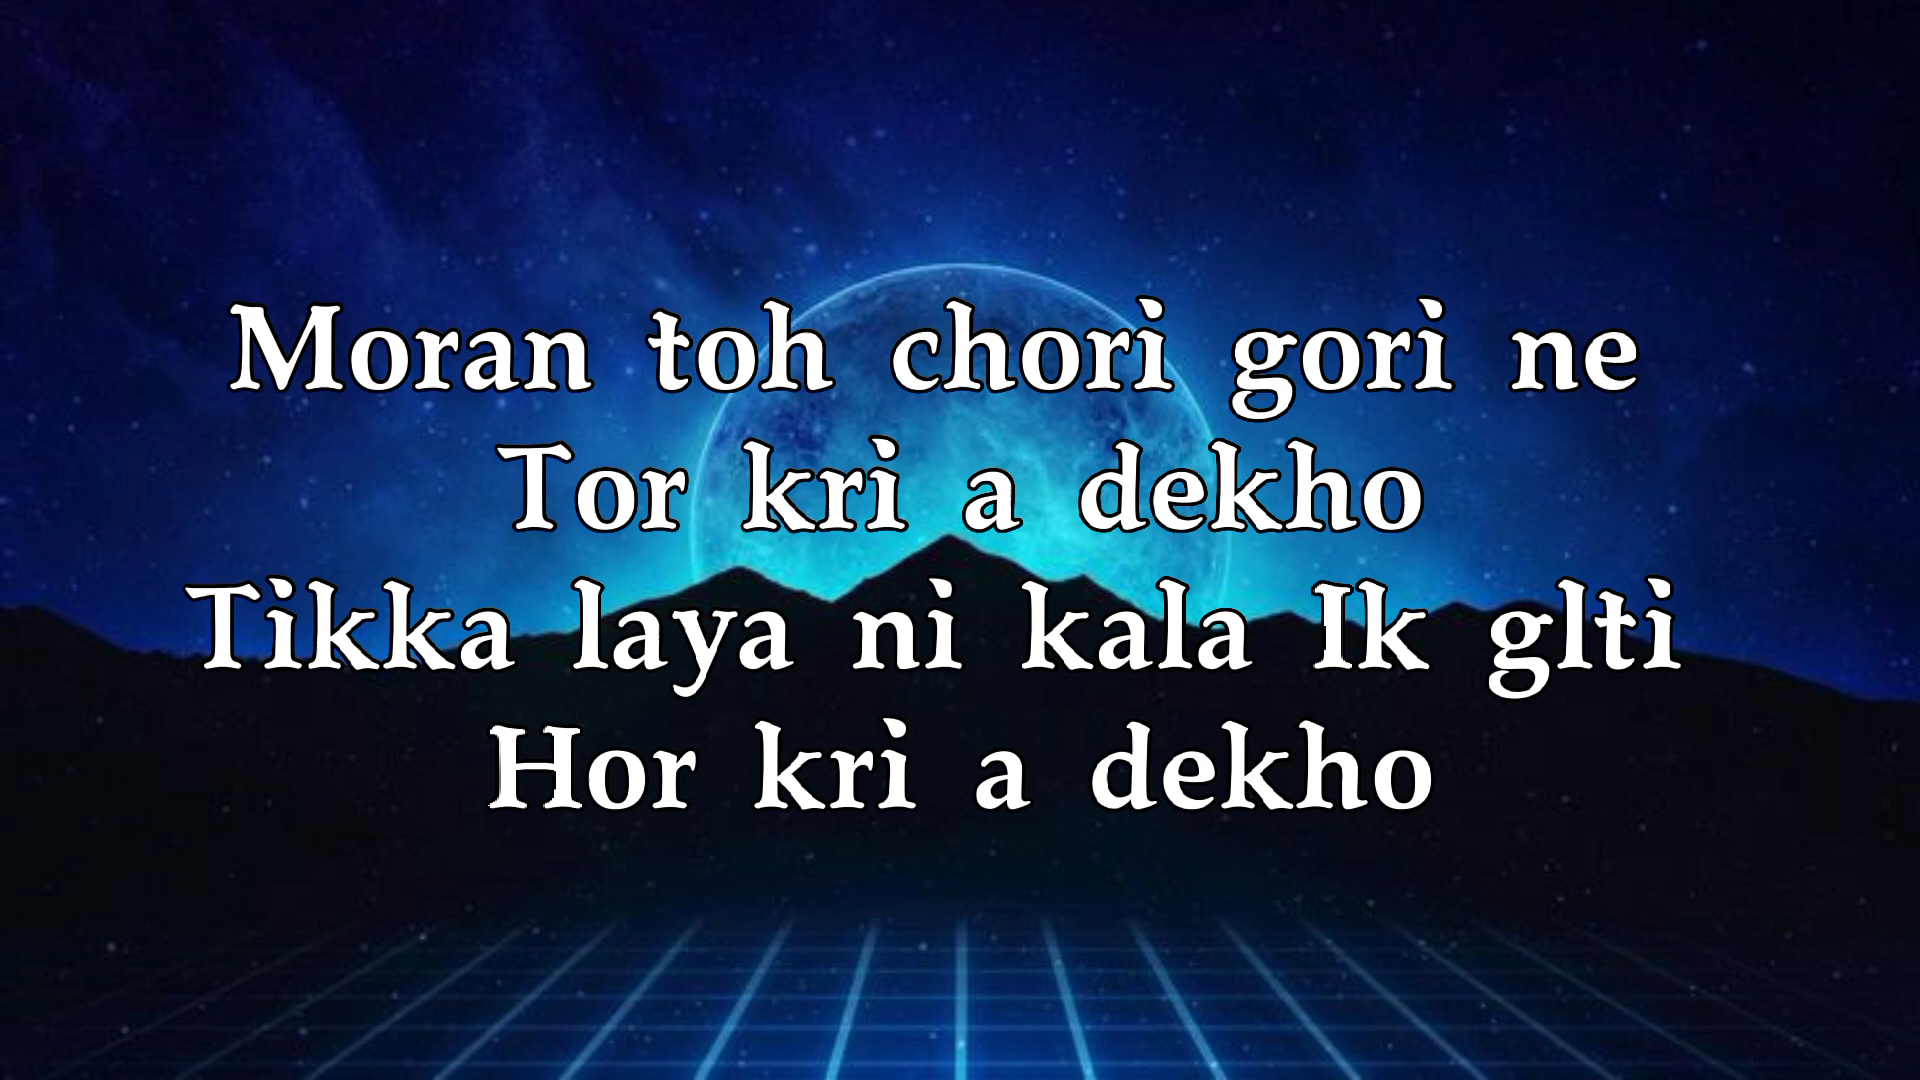 Moran toh chori gori ne
Tor kri a dekho
Tikka laya ni kala Ik glti
Hor kri a dekho